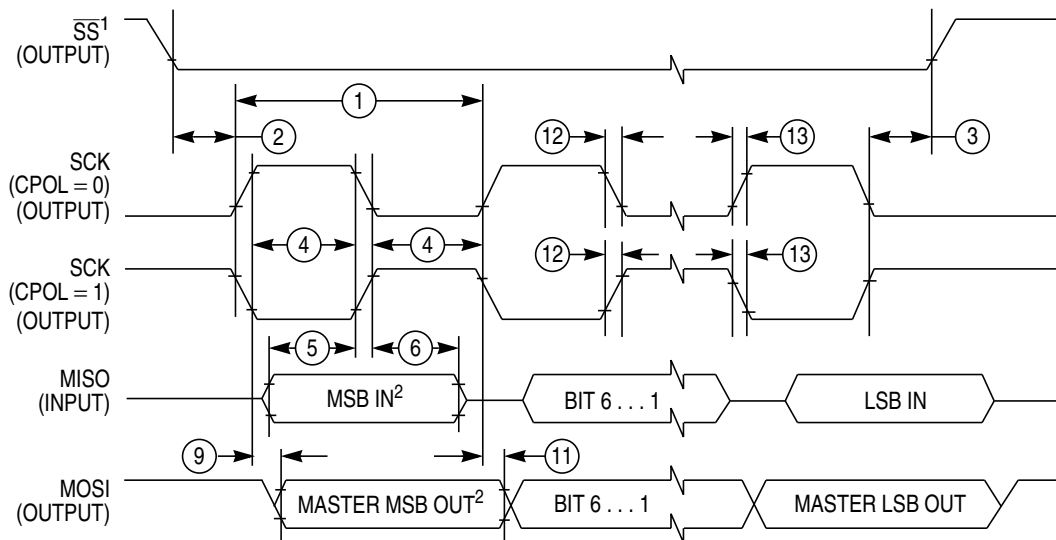 SS¹
(OUTPUT)
1
2
12
13
3
SCK
(CPOL = 0)
(OUTPUT)
4
4
SCK
(CPOL = 1)
(OUTPUT)
12
13
5
6
MISO
(INPUT)
MSB IN²
BIT 6 . . . 1
LSB IN
9
11
MOSI
(OUTPUT)
MASTER MSB OUT²
BIT 6 . . . 1
MASTER LSB OUT